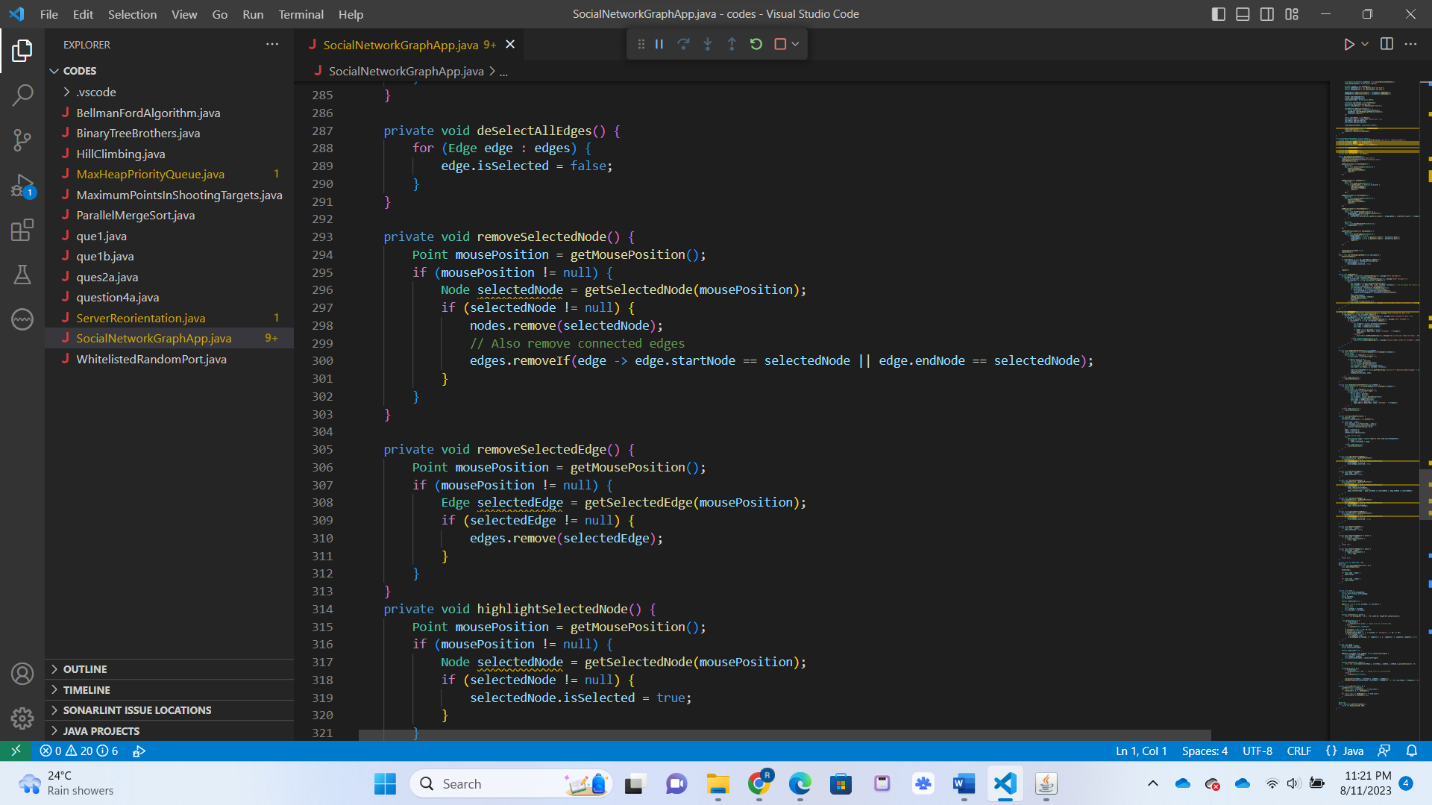 File Edit Selection View Go Run Terminal Help
SocialNetworkGraphApp.java - codes - Visual Studio Code
EXPLORER
CODES
.vscode
BellmanFordAlgorithm.java
BinaryTreeBrothers.java
HillClimbing.java
MaxHeapPriorityQueue.java 1
MaximumPointsInShootingTargets.java
ParallelMergeSort.java
que1.java
que1b.java
ques2a.java
question4a.java
ServerReorientation.java 1
SocialNetworkGraphApp.java 9+
WhitelistedRandomPort.java
OUTLINE
TIMELINE
SONARLINT ISSUE LOCATIONS
JAVA PROJECTS
1
SocialNetworkGraphApp.java 9+
SocialNetworkGraphApp.java > ...
285 }
286
287 private void deSelectAllEdges() {
288 for (Edge edge : edges) {
289 edge.isSelected = false;
290 }
291 }
292
293 private void removeSelectedNode() {
294 Point mousePosition = getMousePosition();
295 if (mousePosition != null) {
296 Node selectedNode = getSelectedNode(mousePosition);
297 if (selectedNode != null) {
298 nodes.remove(selectedNode);
299 // Also remove connected edges
300 edges.removeIf(edge -> edge.startNode == selectedNode || edge.endNode == selectedNode);
301 }
302 }
303 }
304
305 private void removeSelectedEdge() {
306 Point mousePosition = getMousePosition();
307 if (mousePosition != null) {
308 Edge selectedEdge = getSelectedEdge(mousePosition);
309 if (selectedEdge != null) {
310 edges.remove(selectedEdge);
311 }
312 }
313 }
314 private void highlightSelectedNode() {
315 Point mousePosition = getMousePosition();
316 if (mousePosition != null) {
317 Node selectedNode = getSelectedNode(mousePosition);
318 if (selectedNode != null) {
319 selectedNode.isSelected = true;
320 }
321 }
0 20 6
Ln 1, Col 1 Spaces: 4 UTF-8 CRLF {} Java
24°C
Rain showers
Search
R
11:21 PM
8/11/2023
4